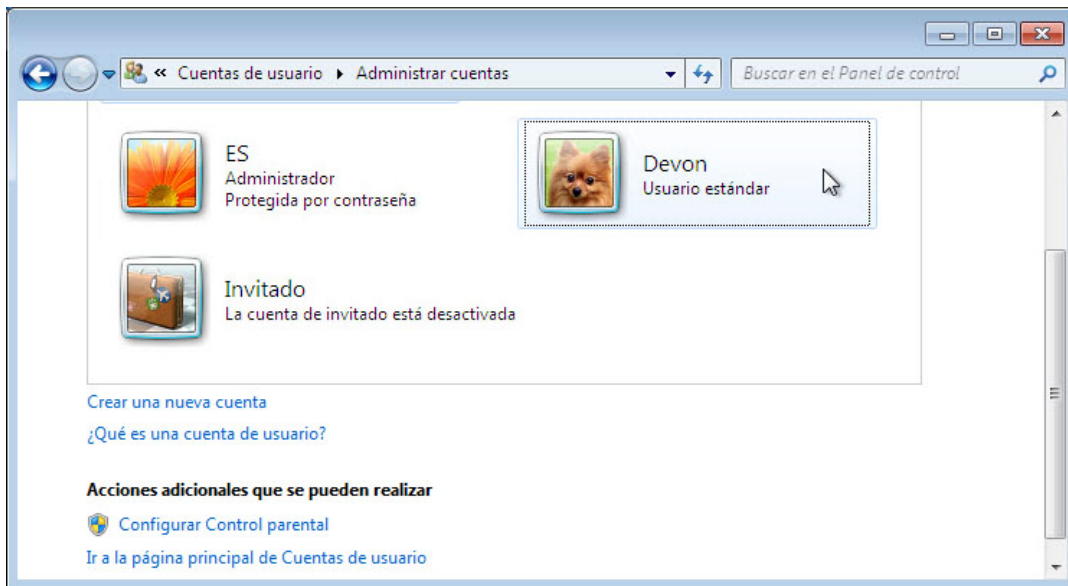 « Cuentas de usuario ▸ Administrar cuentas
Buscar en el Panel de control
ES
Administrador
Protegida por contraseña
Devon
Usuario estándar
Invitado
La cuenta de invitado está desactivada
Crear una nueva cuenta
¿Qué es una cuenta de usuario?
Acciones adicionales que se pueden realizar
Configurar Control parental
Ir a la página principal de Cuentas de usuario